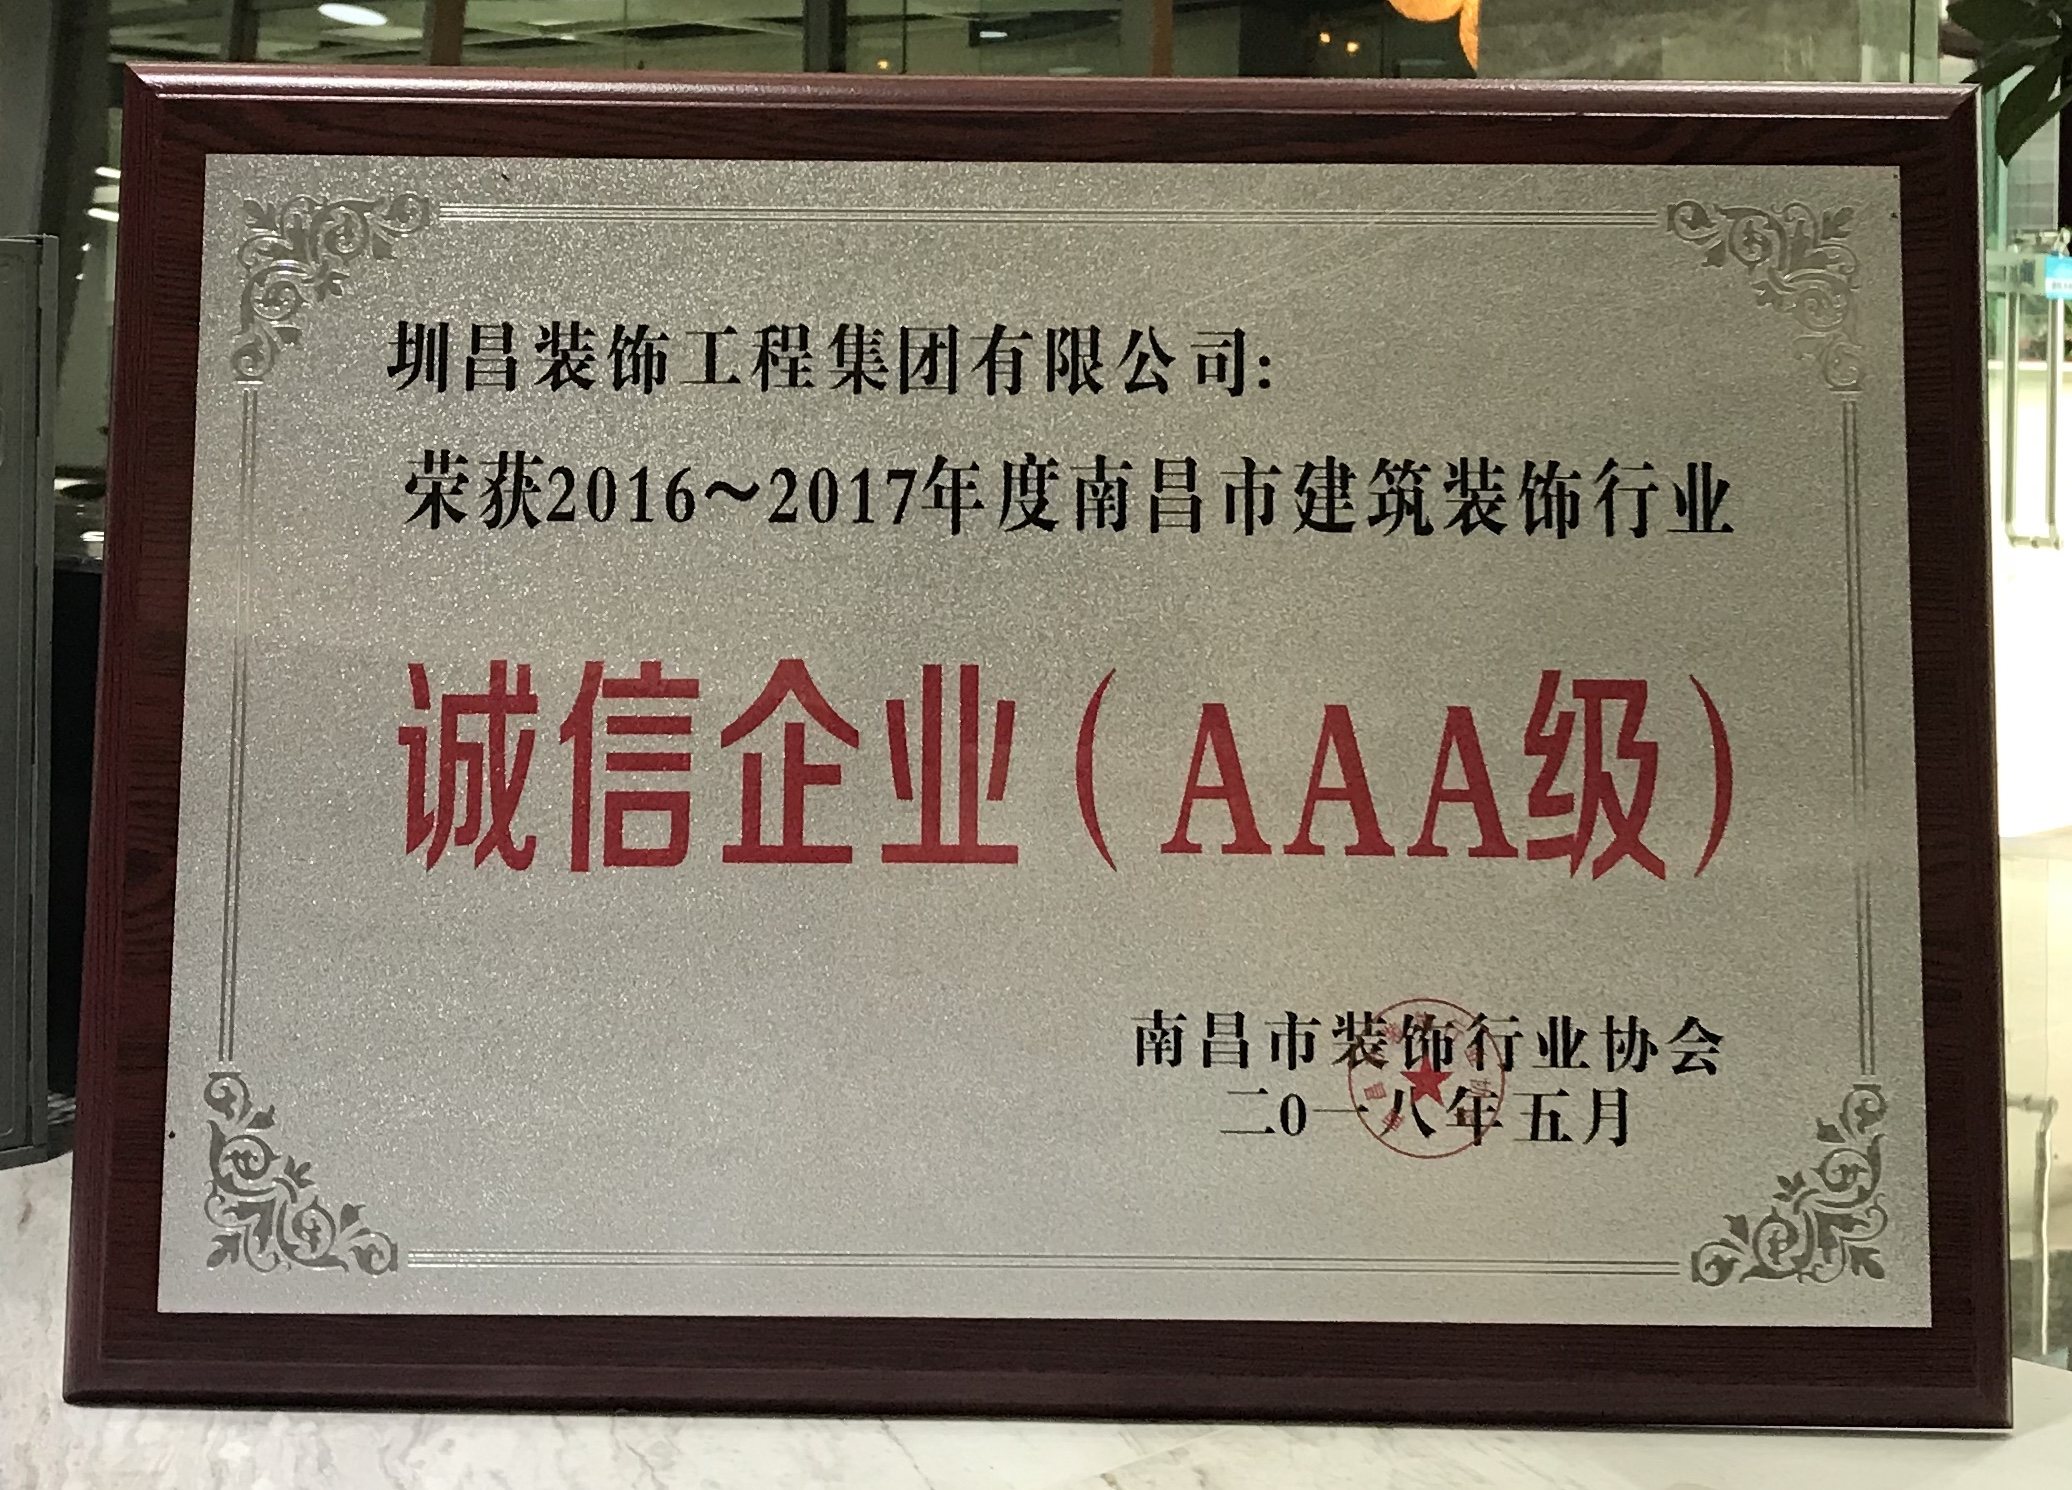 圳昌装饰工程集团有限公司:
荣获2016～2017年度南昌市建筑装饰行业
诚信企业（AAA级）
南昌市装饰行业协会
二0一八年五月